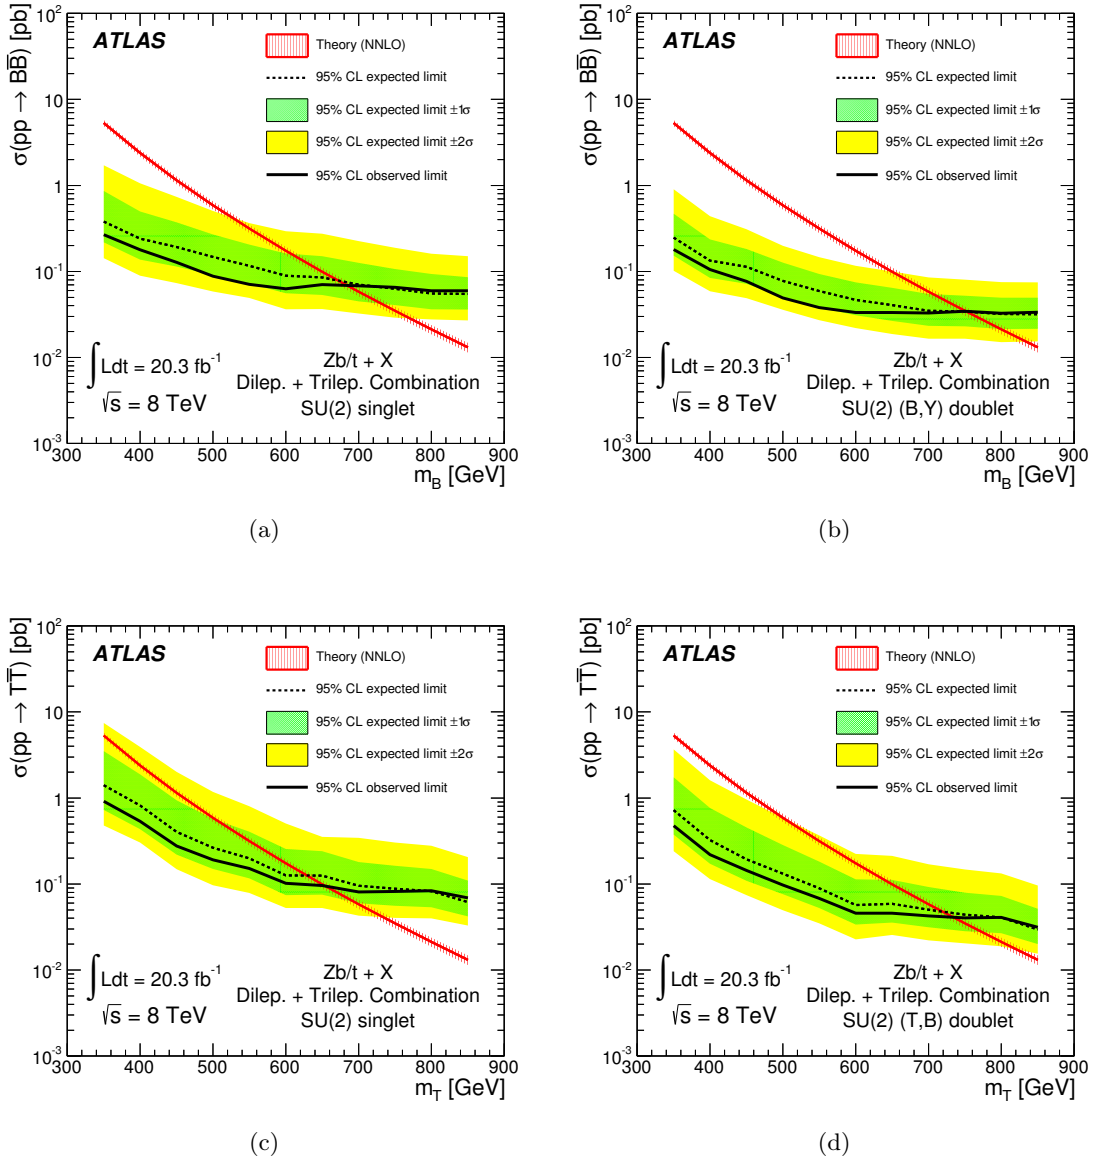 σ(pp → BB̅) [pb]
10²
10
1
10⁻¹
10⁻²
10⁻³
ATLAS
Theory (NNLO)
95% CL expected limit
95% CL expected limit ±1σ
95% CL expected limit ±2σ
95% CL observed limit
∫ Ldt = 20.3 fb⁻¹
√s = 8 TeV
Zb/t + X
Dilep. + Trilep. Combination
SU(2) singlet
300 400 500 600 700 800 900
m_B [GeV]
(a)
σ(pp → BB̅) [pb]
10²
10
1
10⁻¹
10⁻²
10⁻³
ATLAS
Theory (NNLO)
95% CL expected limit
95% CL expected limit ±1σ
95% CL expected limit ±2σ
95% CL observed limit
∫ Ldt = 20.3 fb⁻¹
√s = 8 TeV
Zb/t + X
Dilep. + Trilep. Combination
SU(2) (B,Y) doublet
300 400 500 600 700 800 900
m_B [GeV]
(b)
σ(pp → TT̅) [pb]
10²
10
1
10⁻¹
10⁻²
10⁻³
ATLAS
Theory (NNLO)
95% CL expected limit
95% CL expected limit ±1σ
95% CL expected limit ±2σ
95% CL observed limit
∫ Ldt = 20.3 fb⁻¹
√s = 8 TeV
Zb/t + X
Dilep. + Trilep. Combination
SU(2) singlet
300 400 500 600 700 800 900
m_T [GeV]
(c)
σ(pp → TT̅) [pb]
10²
10
1
10⁻¹
10⁻²
10⁻³
ATLAS
Theory (NNLO)
95% CL expected limit
95% CL expected limit ±1σ
95% CL expected limit ±2σ
95% CL observed limit
∫ Ldt = 20.3 fb⁻¹
√s = 8 TeV
Zb/t + X
Dilep. + Trilep. Combination
SU(2) (T,B) doublet
300 400 500 600 700 800 900
m_T [GeV]
(d)